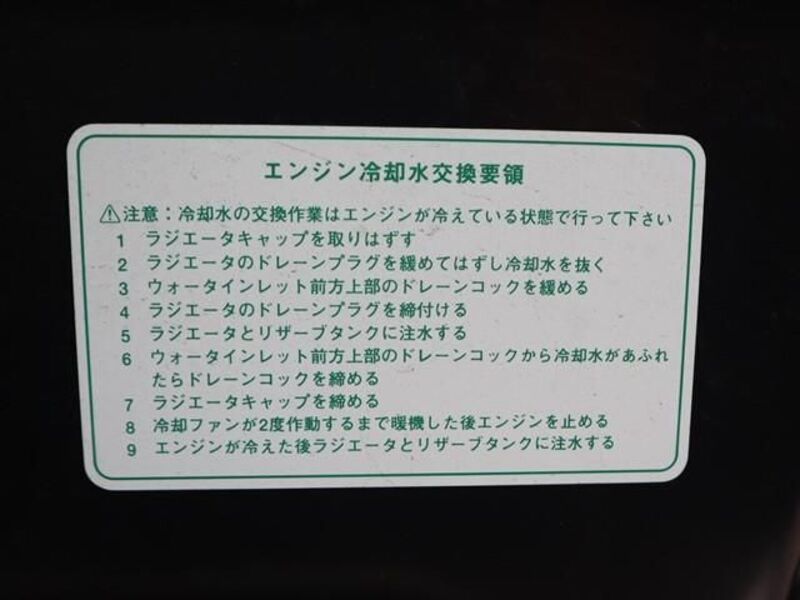 エンジン冷却水交換要領
⚠注意：冷却水の交換作業はエンジンが冷えている状態で行って下さい
1 ラジエータキャップを取りはずす
2 ラジエータのドレーンプラグを緩めてはずし冷却水を抜く
3 ウォータインレット前方上部のドレーンコックを緩める
4 ラジエータのドレーンプラグを締付ける
5 ラジエータとリザーブタンクに注水する
6 ウォータインレット前方上部のドレーンコックから冷却水があふれ
たらドレーンコックを締める
7 ラジエータキャップを締める
8 冷却ファンが2度作動するまで暖機した後エンジンを止める
9 エンジンが冷えた後ラジエータとリザーブタンクに注水する